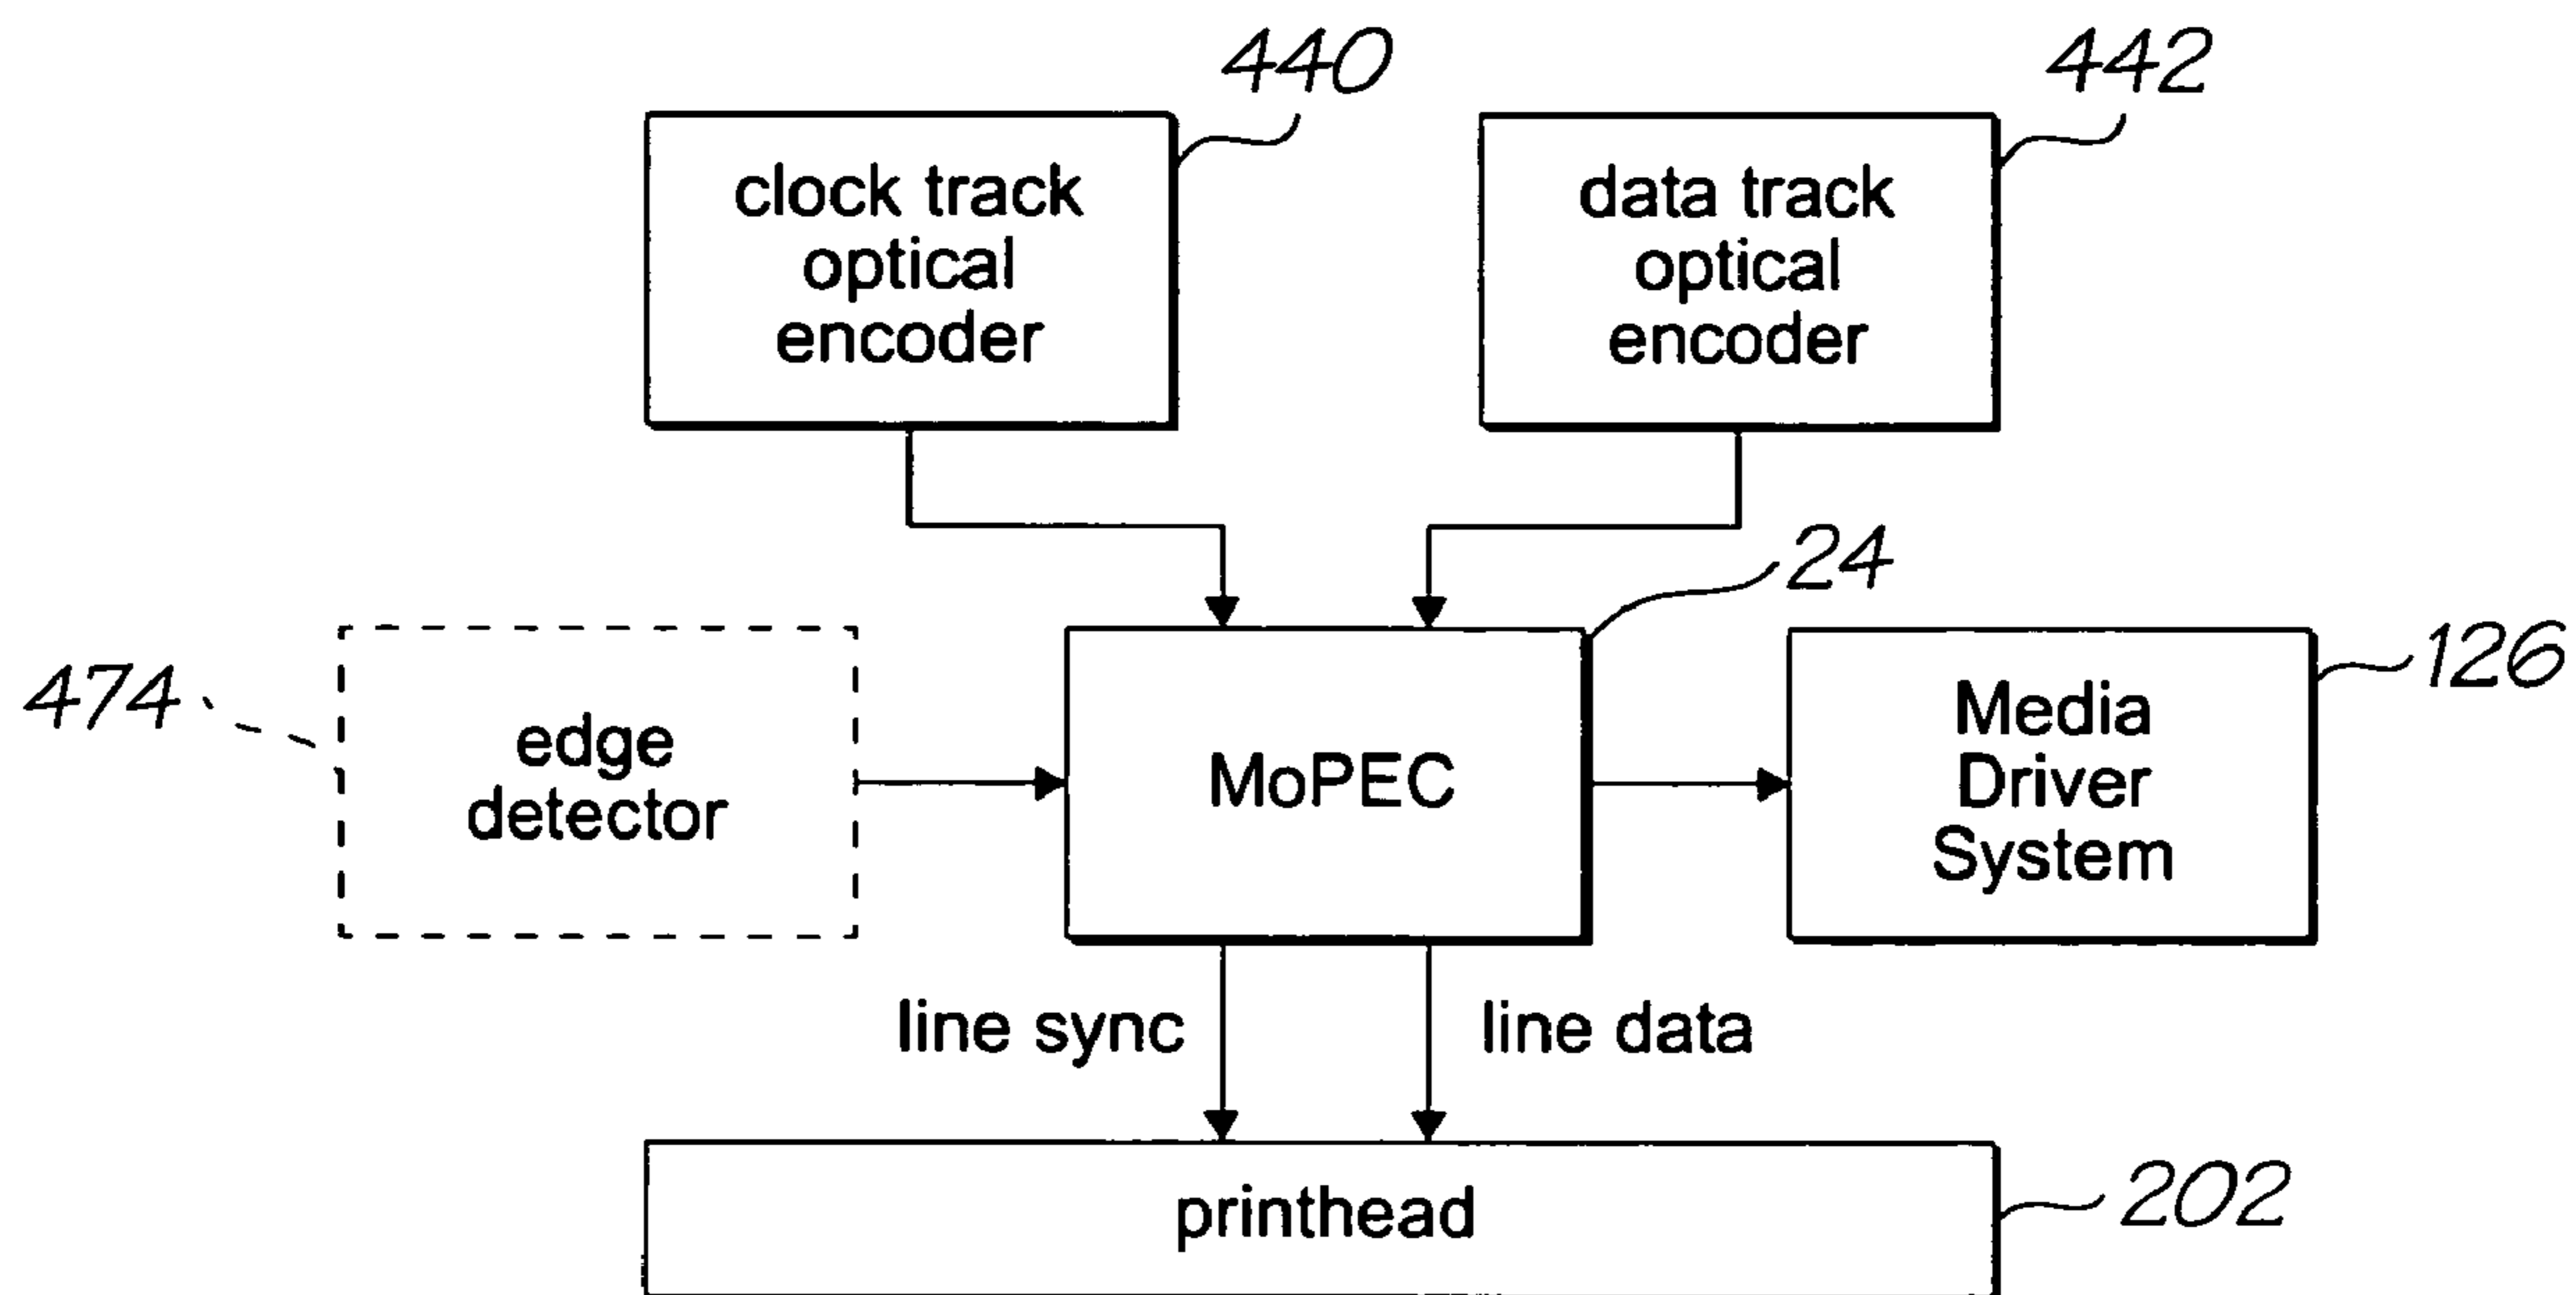 440
442
clock track
optical
encoder
data track
optical
encoder
24
474
edge
detector
MoPEC
126
Media
Driver
System
line sync
line data
printhead
202